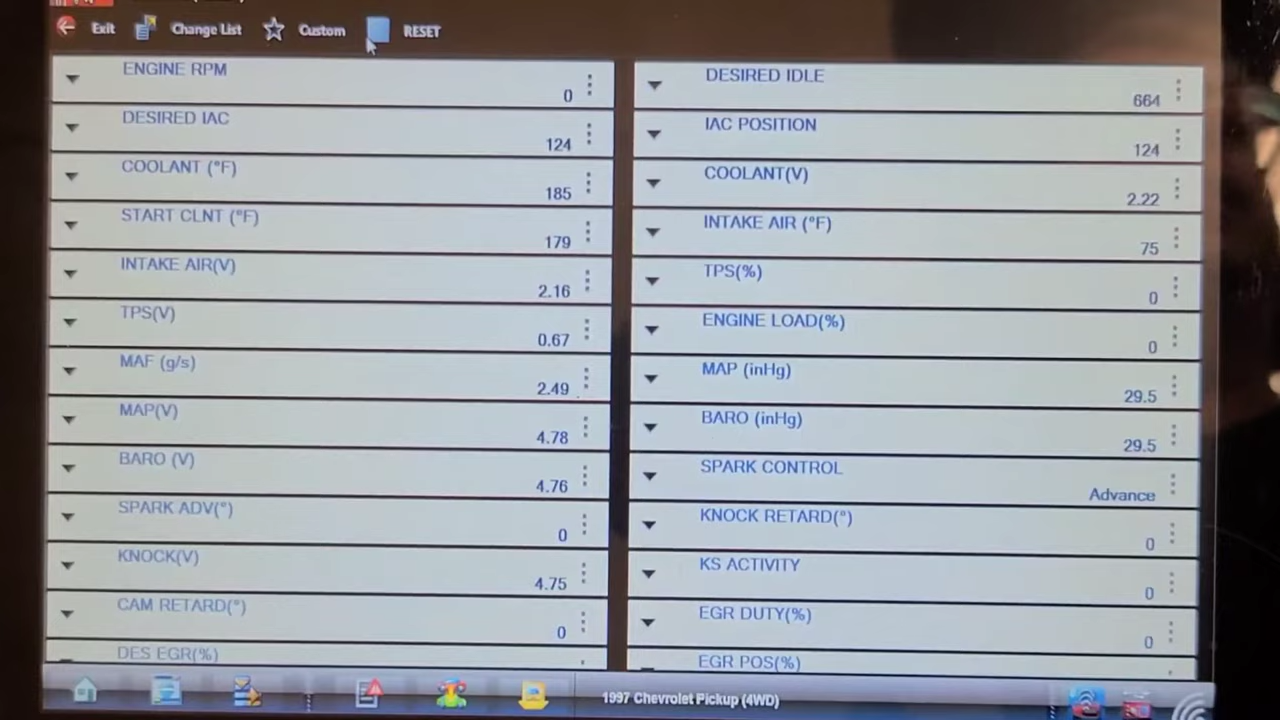 Exit Change List Custom RESET
ENGINE RPM 0 DESIRED IDLE 664
DESIRED IAC 124 IAC POSITION 124
COOLANT (°F) 185 COOLANT(V) 2.22
START CLNT (°F) 179 INTAKE AIR (°F) 75
INTAKE AIR(V) 2.16 TPS(%) 0
TPS(V) 0.67 ENGINE LOAD(%) 0
MAF (g/s) 2.49 MAP (inHg) 29.5
MAP(V) 4.78 BARO (inHg) 29.5
BARO (V) 4.76 SPARK CONTROL Advance
SPARK ADV(°) 0 KNOCK RETARD(°) 0
KNOCK(V) 4.75 KS ACTIVITY 0
CAM RETARD(°) 0 EGR DUTY(%) 0
DES EGR(%) EGR POS(%)
1997 Chevrolet Pickup (4WD)